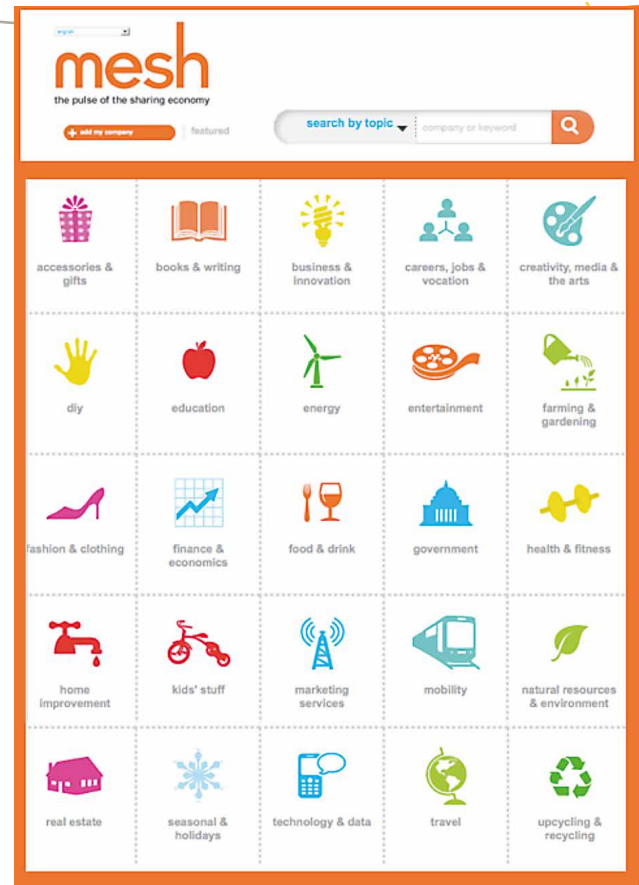 english
mesh
the pulse of the sharing economy
add my company
featured
search by topic
company or keyword
accessories &
gifts
books & writing
business &
innovation
careers, jobs &
vocation
creativity, media &
the arts
diy
education
energy
entertainment
farming &
gardening
fashion & clothing
finance &
economics
food & drink
government
health & fitness
home
improvement
kids' stuff
marketing
services
mobility
natural resources
& environment
real estate
seasonal &
holidays
technology & data
travel
upcycling &
recycling